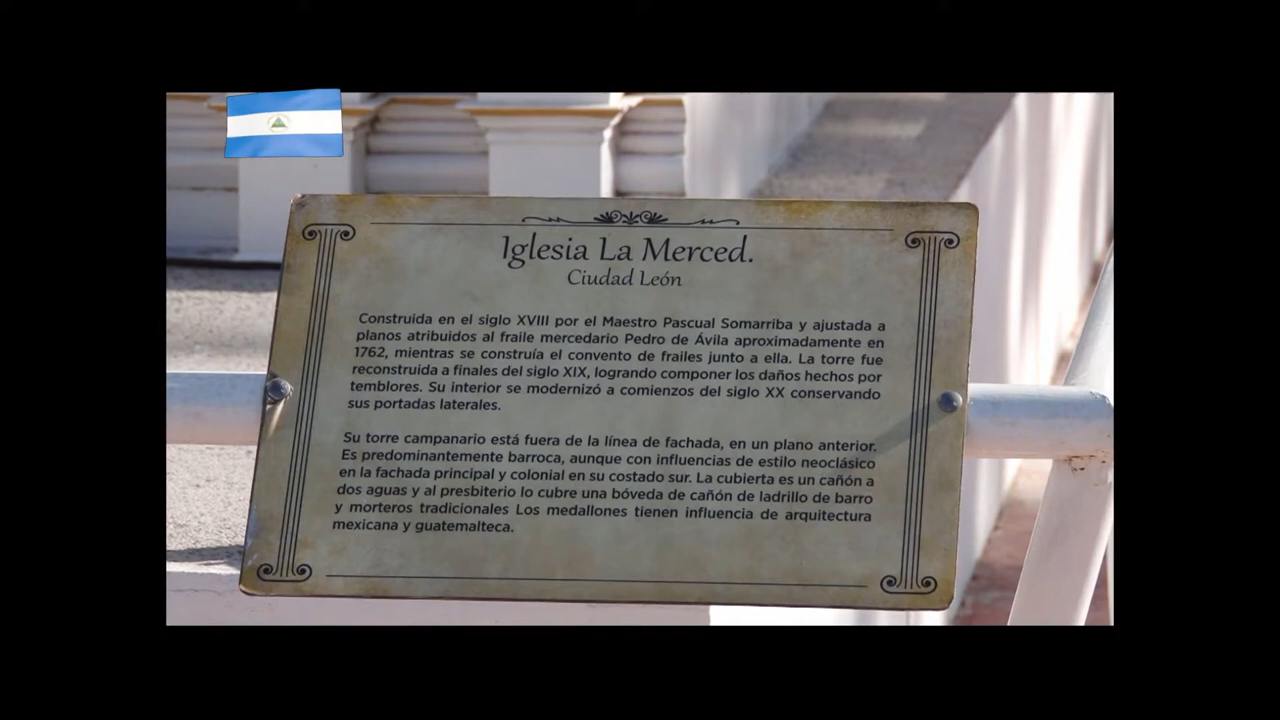 Iglesia La Merced.
Ciudad León
Construida en el siglo XVIII por el Maestro Pascual Somarriba y ajustada a
planos atribuidos al fraile mercedario Pedro de Ávila aproximadamente en
1762, mientras se construía el convento de frailes junto a ella. La torre fue
reconstruida a finales del siglo XIX, logrando componer los daños hechos por
temblores. Su interior se modernizó a comienzos del siglo XX conservando
sus portadas laterales.
Su torre campanario está fuera de la línea de fachada, en un plano anterior.
Es predominantemente barroca, aunque con influencias de estilo neoclásico
en la fachada principal y colonial en su costado sur. La cubierta es un cañón a
dos aguas y al presbiterio lo cubre una bóveda de cañón de ladrillo de barro
y morteros tradicionales Los medallones tienen influencia de arquitectura
mexicana y guatemalteca.